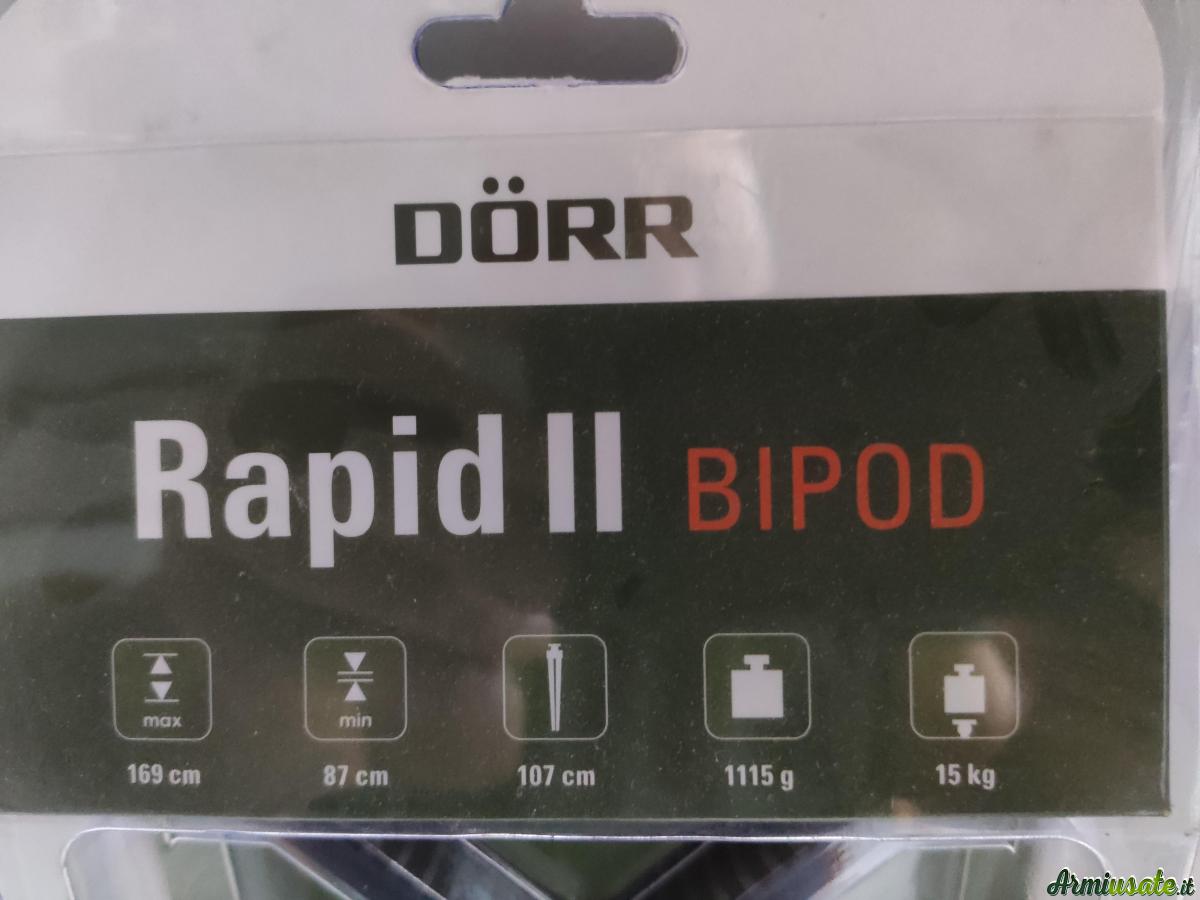 DÖRR
Rapid II BIPOD
max
min
169 cm
87 cm
107 cm
1115 g
15 kg
Armiusate.it